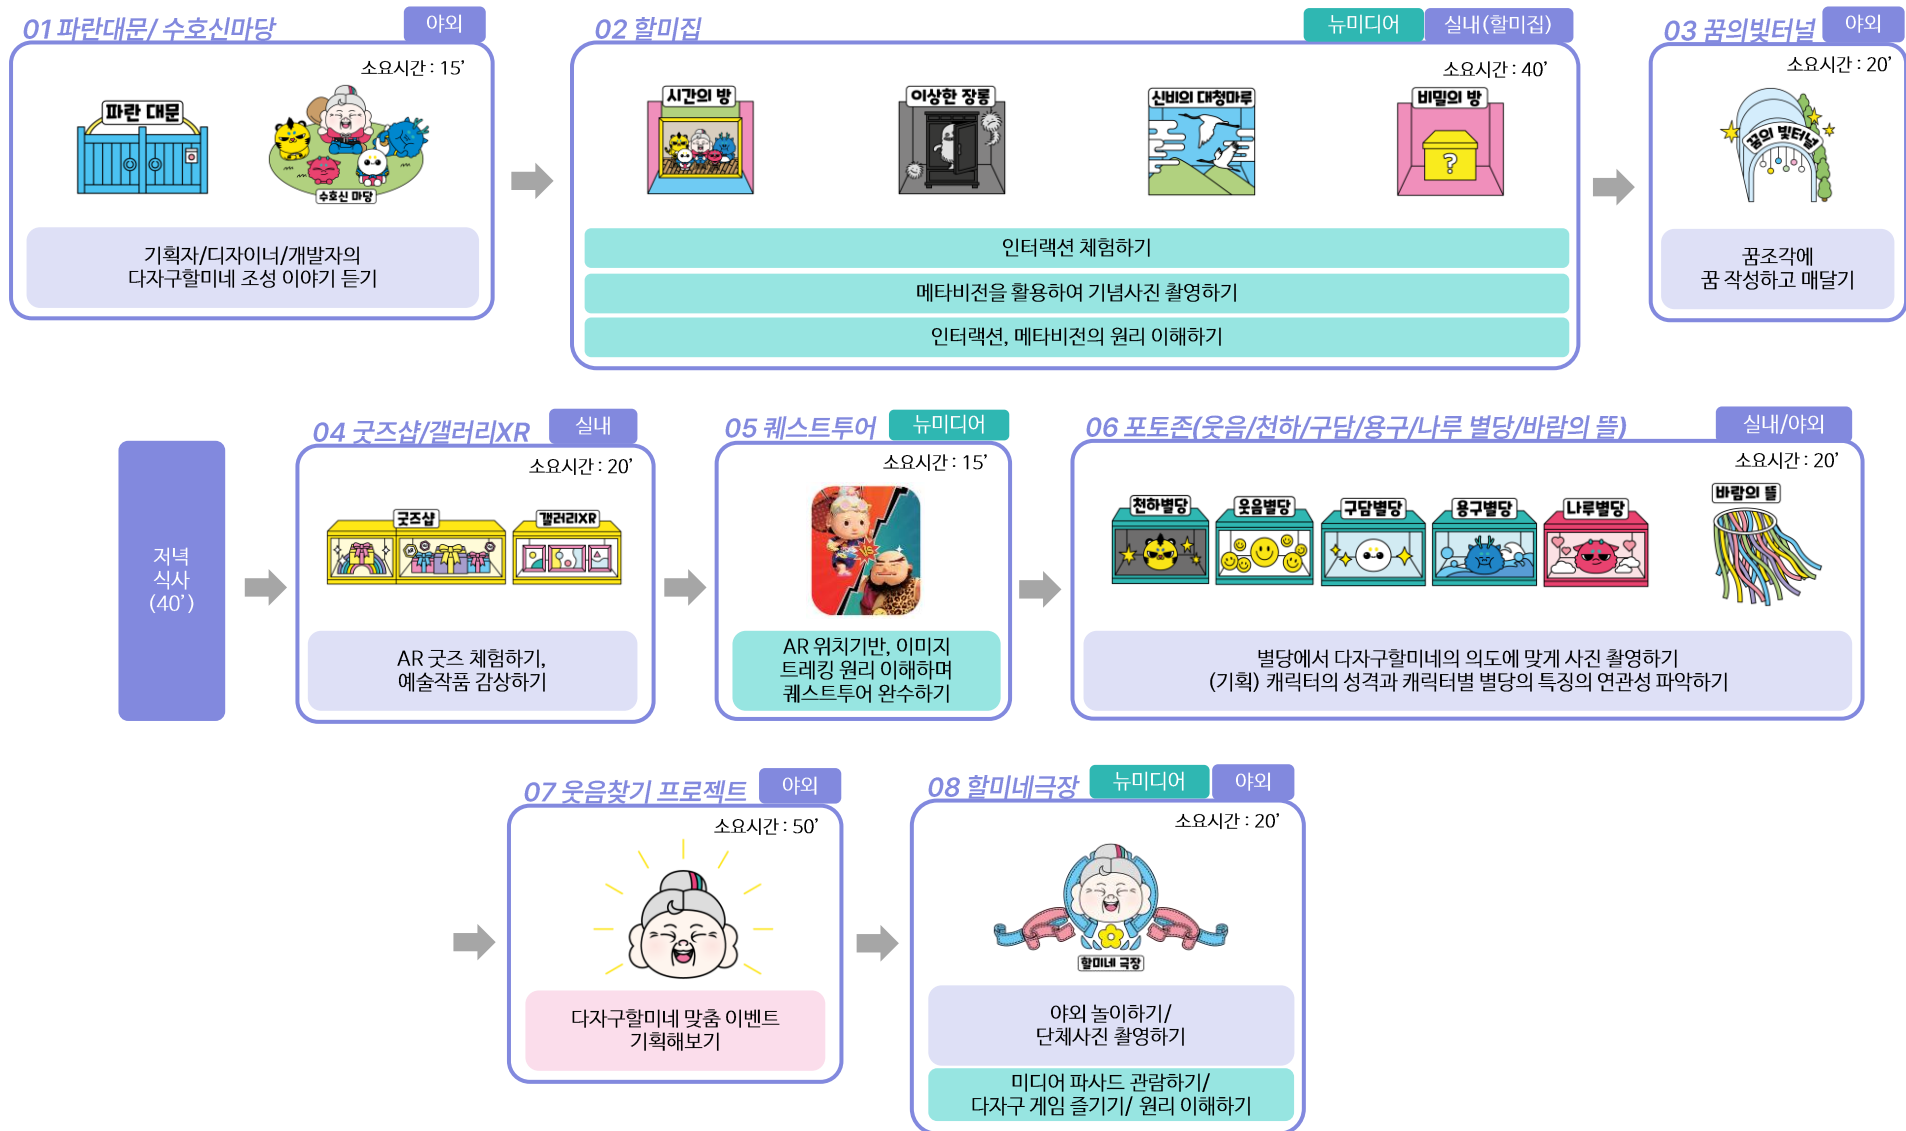 01 파란대문/ 수호신마당
야외
소요시간 : 15’
파란 대문
수호신 마당
기획자/디자이너/개발자의
다자구할미네 조성 이야기 듣기
02 할미집
뉴미디어
실내(할미집)
소요시간 : 40’
시간의 방
이상한 장롱
신비의 대청마루
비밀의 방
?
인터랙션 체험하기
메타비전을 활용하여 기념사진 촬영하기
인터랙션, 메타비전의 원리 이해하기
03 꿈의빛터널
야외
소요시간 : 20’
꿈의 빛터널
꿈조각에
꿈 작성하고 매달기
저녁
식사
(40’)
04 굿즈샵/갤러리XR
실내
소요시간 : 20’
굿즈샵
갤러리XR
AR 굿즈 체험하기,
예술작품 감상하기
05 퀘스트투어
뉴미디어
소요시간 : 15’
VS
AR 위치기반, 이미지
트레킹 원리 이해하며
퀘스트투어 완수하기
06 포토존(웃음/천하/구담/용구/나루 별당/바람의 뜰)
실내/야외
소요시간 : 20’
천하별당
웃음별당
구담별당
용구별당
나루별당
바람의 뜰
별당에서 다자구할미네의 의도에 맞게 사진 촬영하기
(기획) 캐릭터의 성격과 캐릭터별 별당의 특징의 연관성 파악하기
07 웃음찾기 프로젝트
야외
소요시간 : 50’
다자구할미네 맞춤 이벤트
기획해보기
08 할미네극장
뉴미디어
야외
소요시간 : 20’
할미네 극장
야외 놀이하기/
단체사진 촬영하기
미디어 파사드 관람하기/
다자구 게임 즐기기/ 원리 이해하기